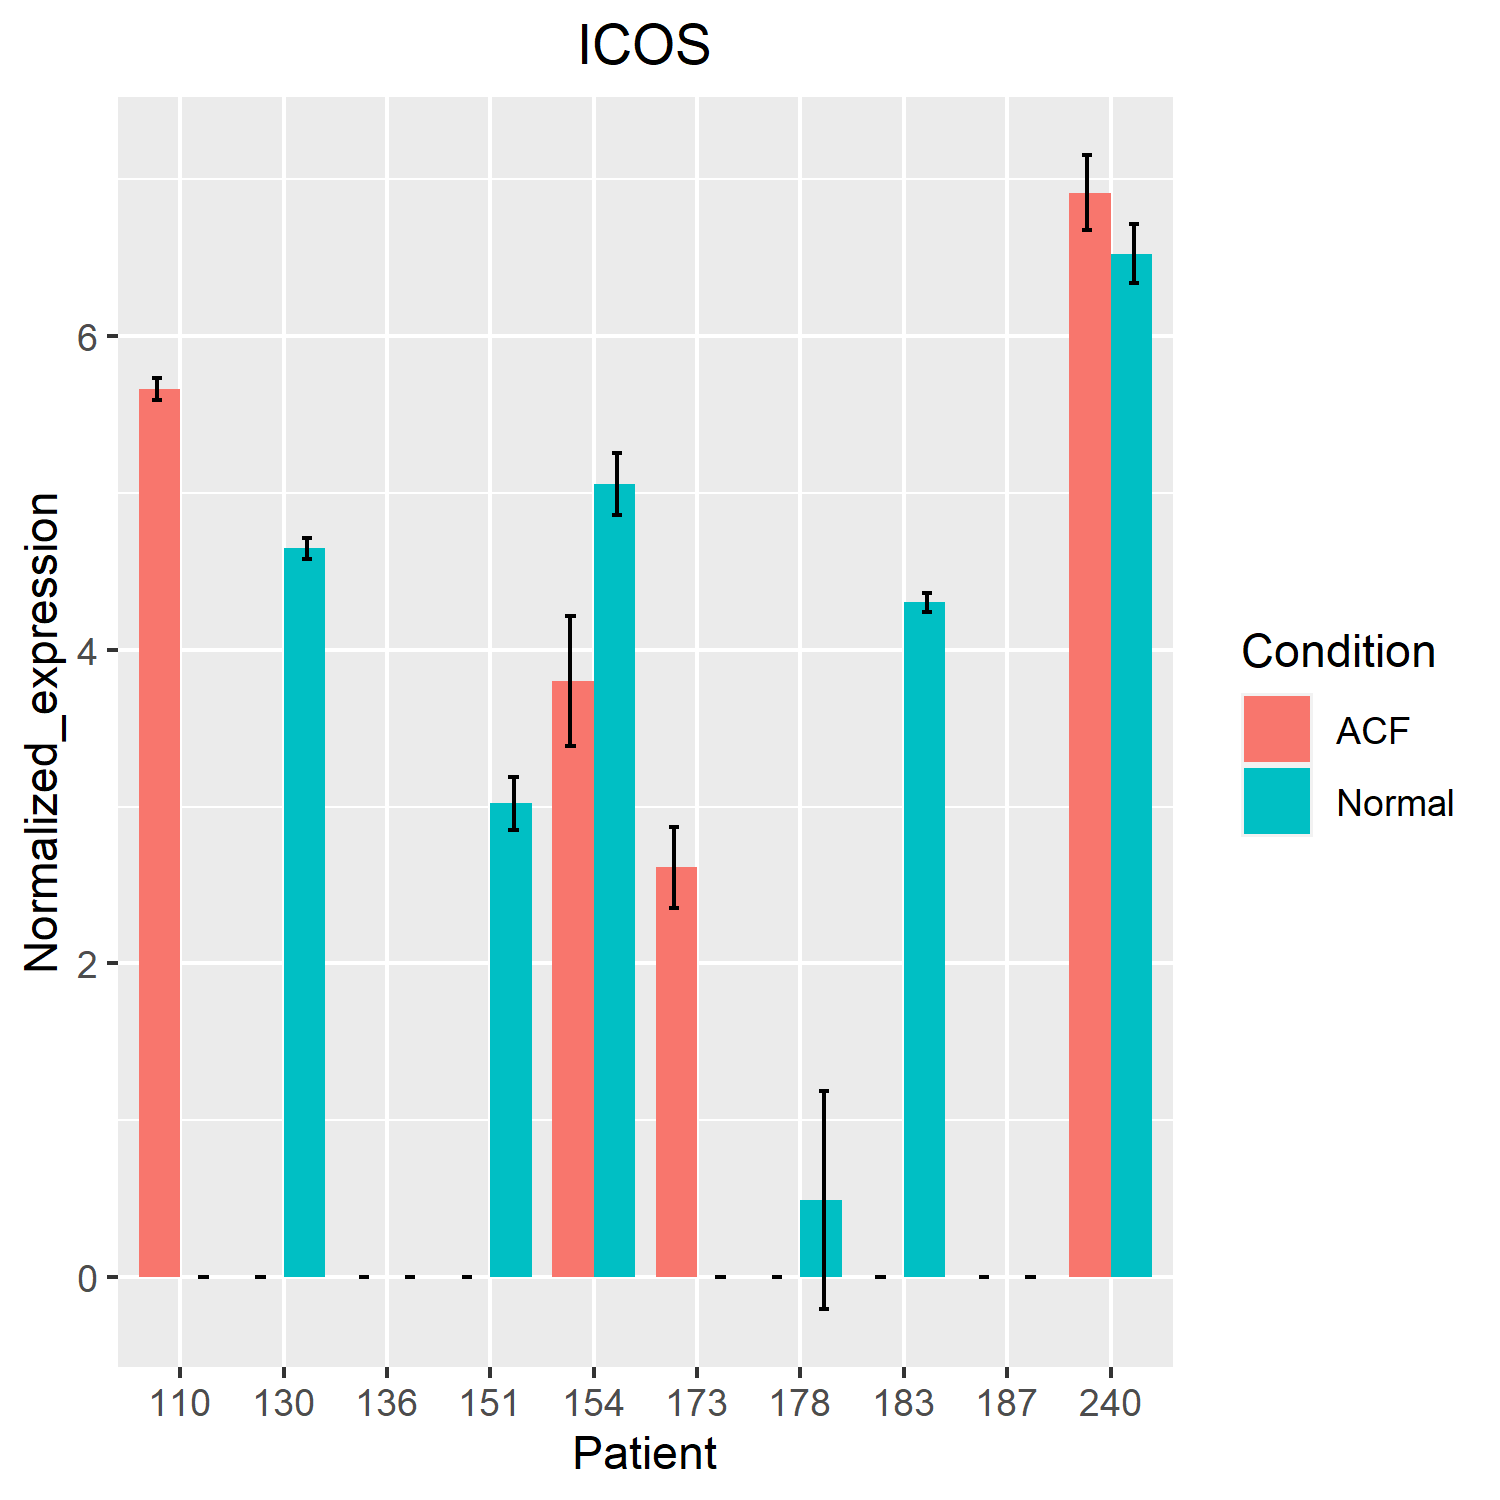 ICOS
Normalized_expression
6
4
2
0
110 130 136 151 154 173 178 183 187 240
Patient
Condition
ACF
Normal